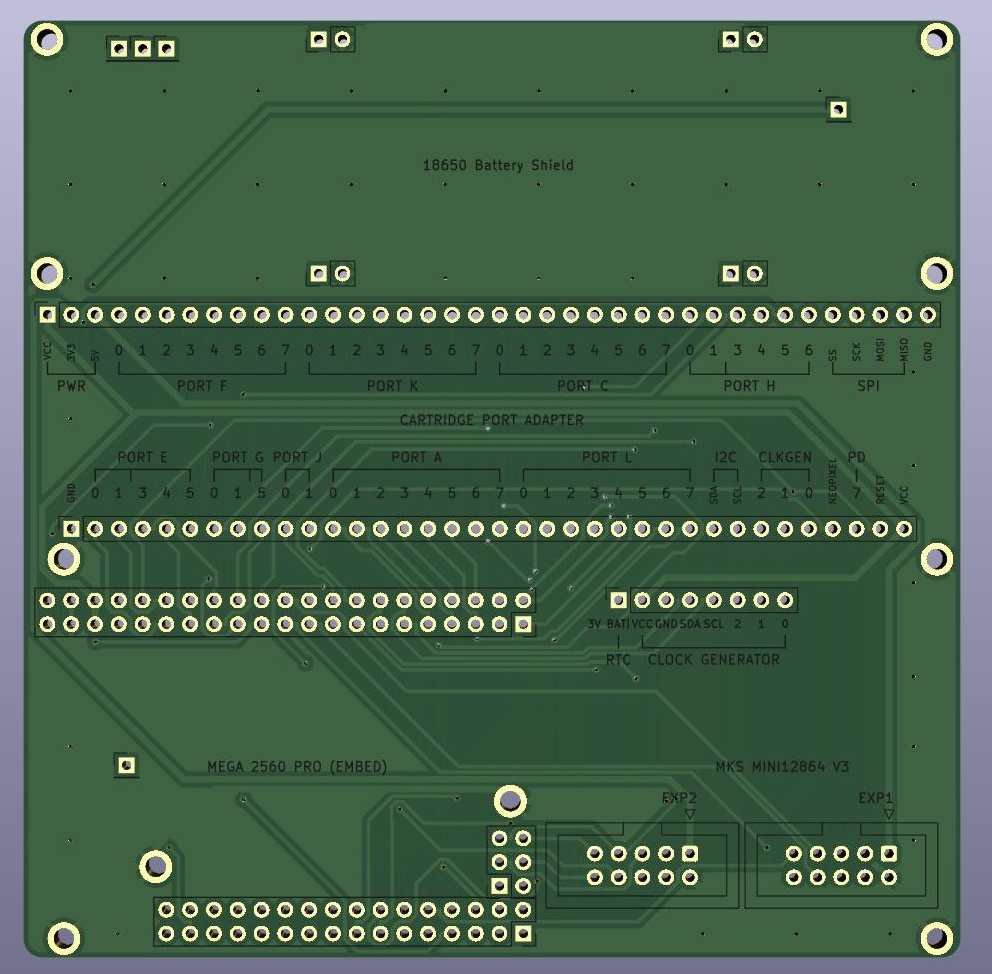 18650 Battery Shield
VCC 3V3 5V 0 1 2 3 4 5 6 7 0 1 2 3 4 5 6 7 0 1 2 3 4 5 6 7 0 1 3 4 5 6 SS SCK MOSI MISO GND
PWR PORT F PORT K PORT C PORT H SPI
CARTRIDGE PORT ADAPTER
PORT E PORT G PORT J PORT A PORT L I2C CLKGEN PD
GND 0 1 3 4 5 0 1 5 0 1 0 1 2 3 4 5 6 7 0 1 2 3 4 5 6 7 SDA SCL 2 1 0 NEOPIXEL 7 RESET VCC
3V BAT VCC GND SDA SCL 2 1 0
RTC CLOCK GENERATOR
MEGA 2560 PRO (EMBED) MKS MINI12864 V3
EXP2 EXP1